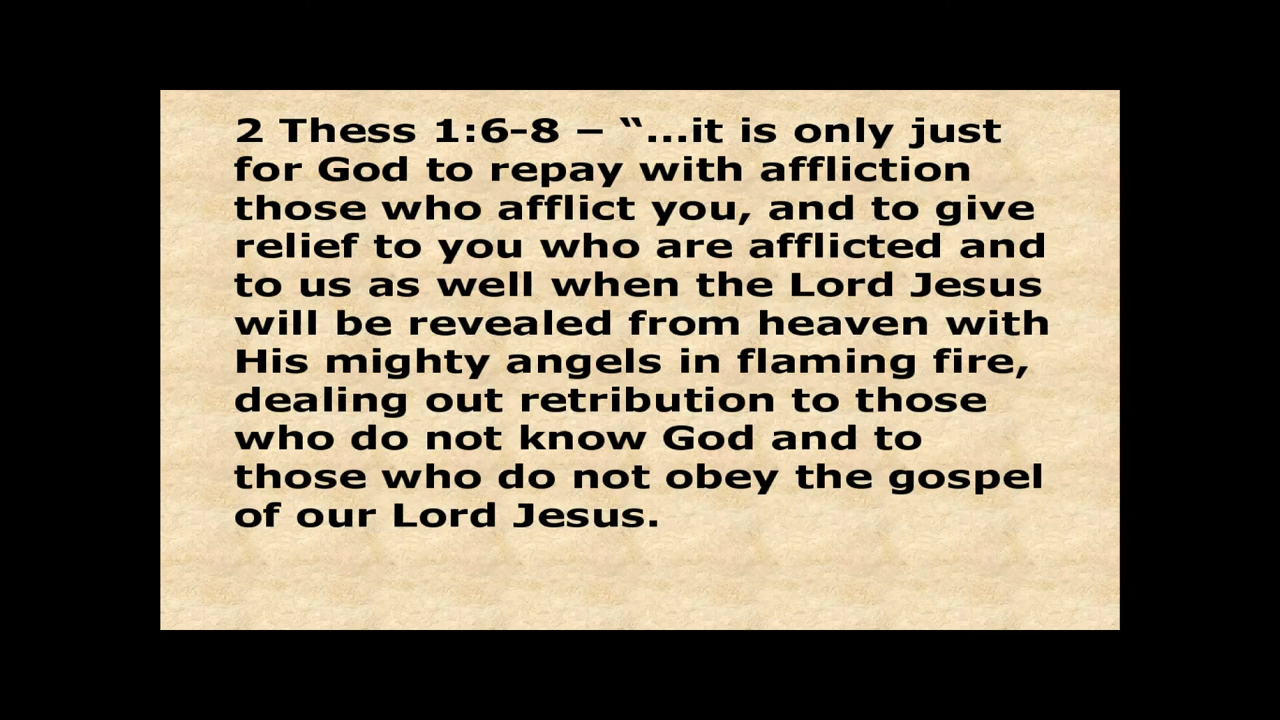 2 Thess 1:6-8 – “...it is only just
for God to repay with affliction
those who afflict you, and to give
relief to you who are afflicted and
to us as well when the Lord Jesus
will be revealed from heaven with
His mighty angels in flaming fire,
dealing out retribution to those
who do not know God and to
those who do not obey the gospel
of our Lord Jesus.